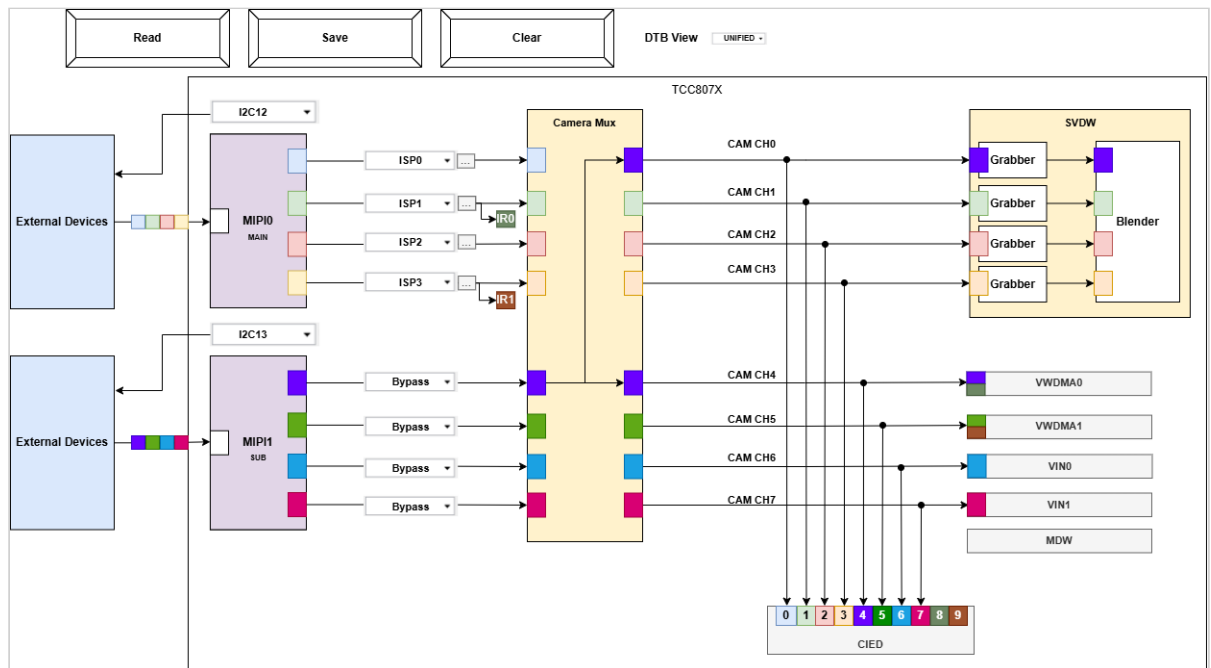 Read
Save
Clear
DTB View
UNIFIED
TCC807X
I2C12
External Devices
MIPI0
MAIN
ISP0
...
ISP1
...
IR0
ISP2
...
ISP3
...
IR1
Camera Mux
CAM CH0
CAM CH1
CAM CH2
CAM CH3
SVDW
Grabber
Grabber
Grabber
Grabber
Blender
I2C13
External Devices
MIPI1
SUB
Bypass
Bypass
Bypass
Bypass
CAM CH4
CAM CH5
CAM CH6
CAM CH7
VWDMA0
VWDMA1
VIN0
VIN1
MDW
0 1 2 3 4 5 6 7 8 9
CIED